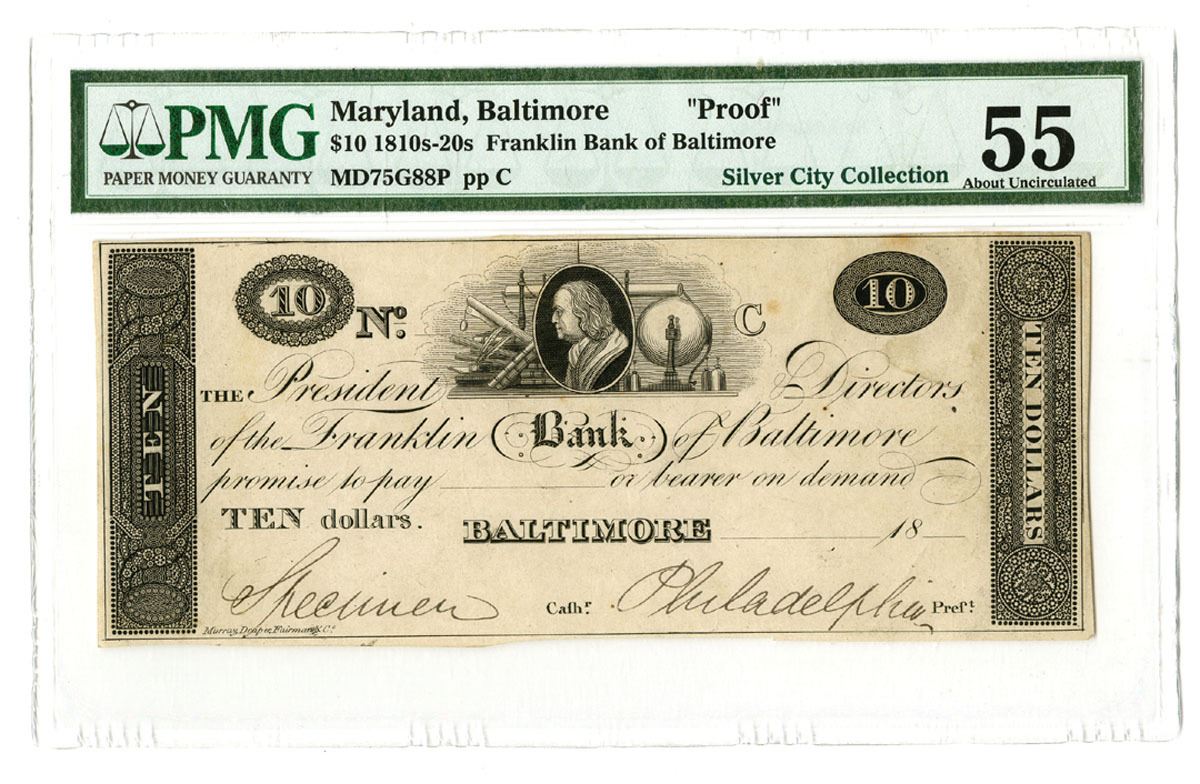 PMG
PAPER MONEY GUARANTY
Maryland, Baltimore "Proof"
$10 1810s-20s Franklin Bank of Baltimore
MD75G88P pp C
Silver City Collection
55
About Uncirculated
10 No. C 10
TEN
TEN DOLLARS
THE President & Directors
of the Franklin Bank of Baltimore
promise to pay or bearer on demand
TEN dollars. BALTIMORE 18
Specimen Cashr. Philadelphia Prest.
Murray, Draper, Fairman & Co.